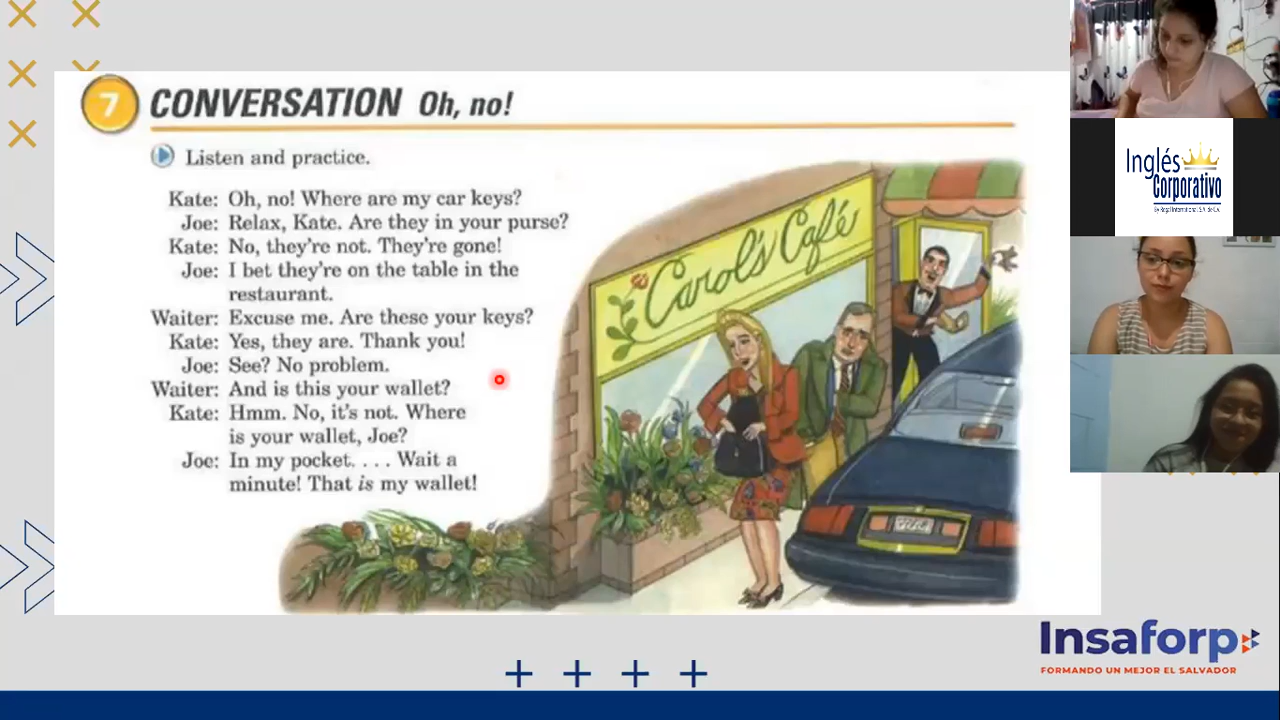 7 CONVERSATION Oh, no!
Listen and practice.
Kate: Oh, no! Where are my car keys?
Joe: Relax, Kate. Are they in your purse?
Kate: No, they're not. They're gone!
Joe: I bet they're on the table in the
restaurant.
Waiter: Excuse me. Are these your keys?
Kate: Yes, they are. Thank you!
Joe: See? No problem.
Waiter: And is this your wallet?
Kate: Hmm. No, it's not. Where
is your wallet, Joe?
Joe: In my pocket. . . . Wait a
minute! That is my wallet!
Carol's Café
Inglés
Corporativo
Insaforp
FORMANDO UN MEJOR EL SALVADOR